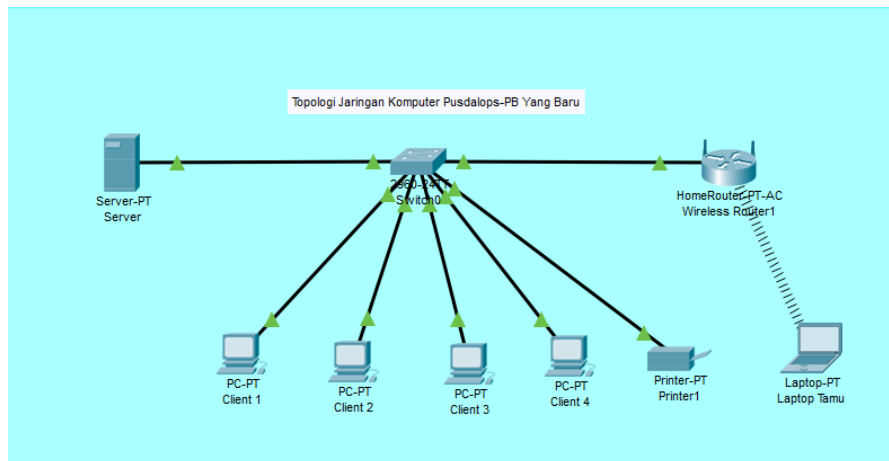 Topologi Jaringan Komputer Pusdalops-PB Yang Baru
Server-PT
Server
2960-24TT
Switch0
HomeRouter-PT-AC
Wireless Router1
PC-PT
Client 1
PC-PT
Client 2
PC-PT
Client 3
PC-PT
Client 4
Printer-PT
Printer1
Laptop-PT
Laptop Tamu